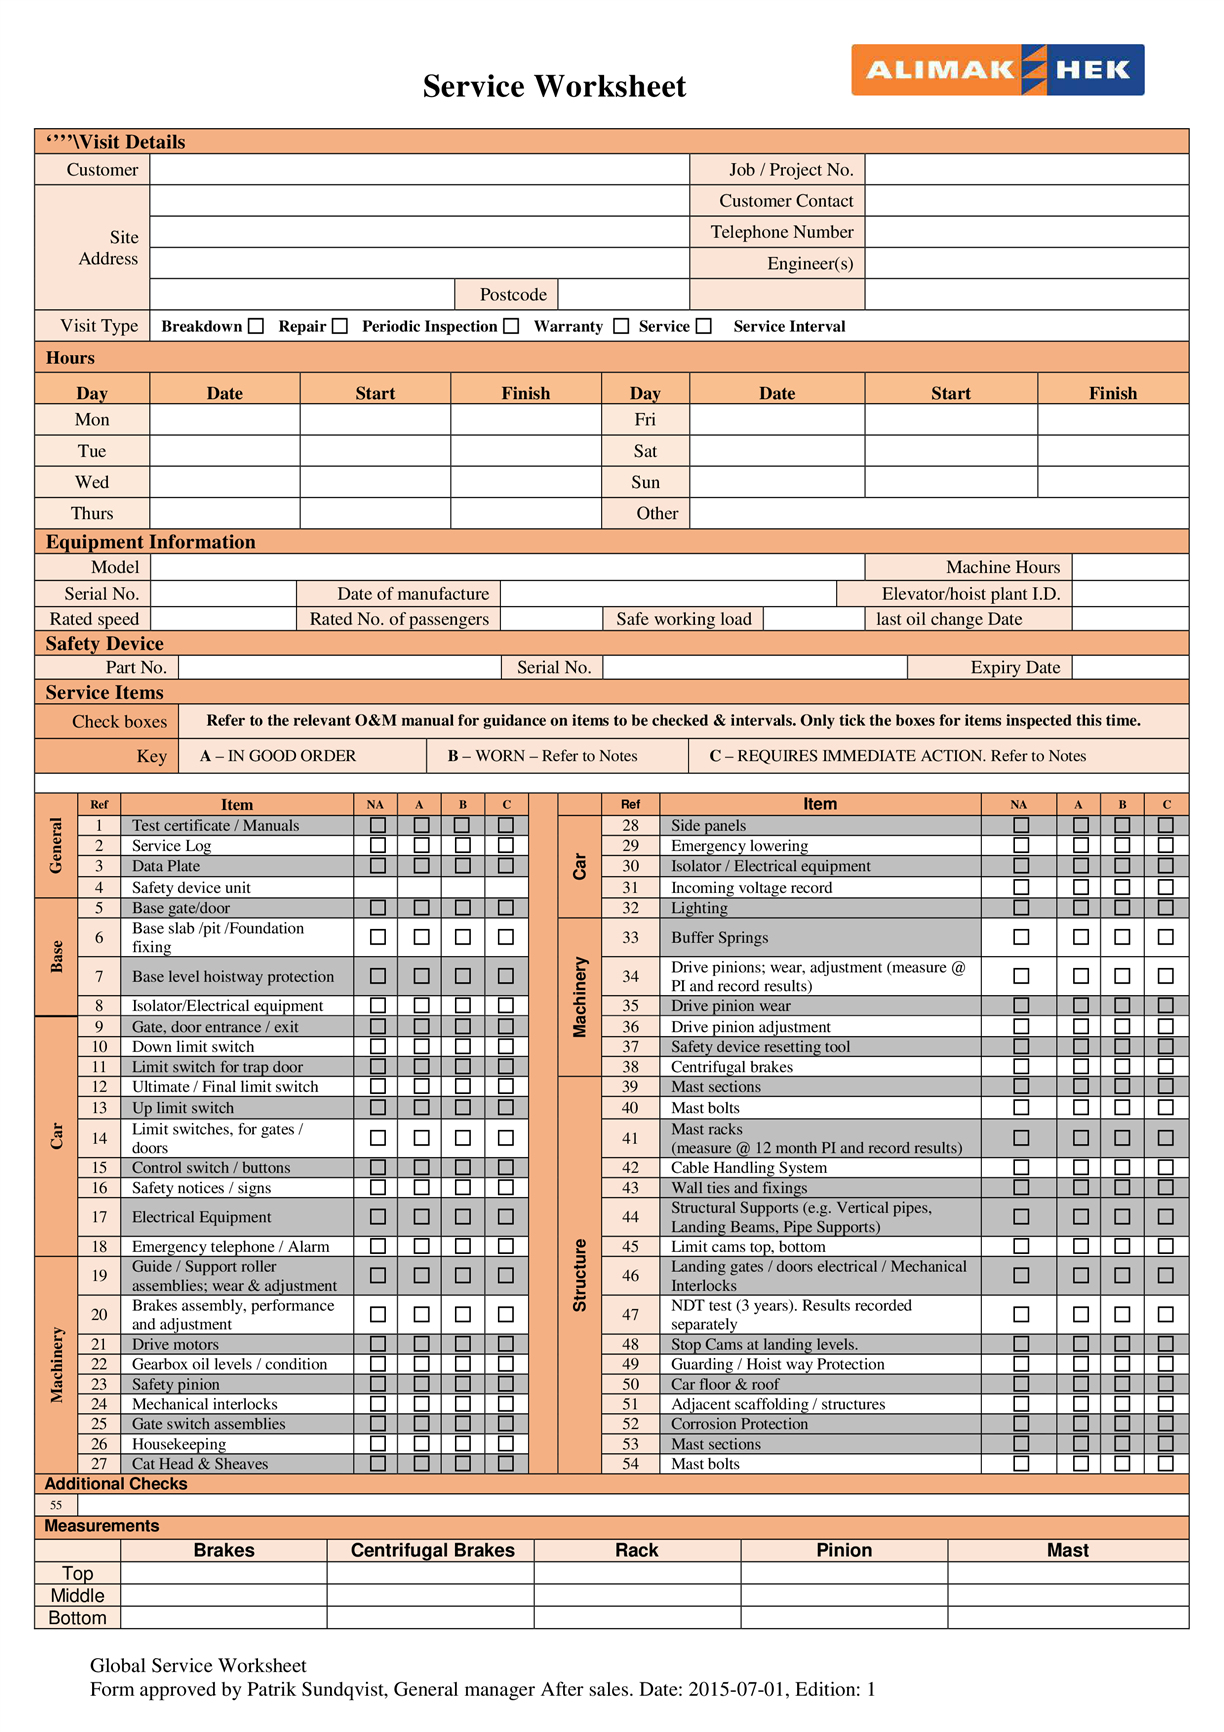 ALIMAK HEK
Service Worksheet
‘’’’\Visit Details
Customer
Job / Project No.
Site
Address
Customer Contact
Telephone Number
Engineer(s)
Postcode
Visit Type Breakdown Repair Periodic Inspection Warranty Service Service Interval
Hours
Day Date Start Finish Day Date Start Finish
Mon Fri
Tue Sat
Wed Sun
Thurs Other
Equipment Information
Model Machine Hours
Serial No. Date of manufacture Elevator/hoist plant I.D.
Rated speed Rated No. of passengers Safe working load last oil change Date
Safety Device
Part No. Serial No. Expiry Date
Service Items
Check boxes Refer to the relevant O&M manual for guidance on items to be checked & intervals. Only tick the boxes for items inspected this time.
Key A – IN GOOD ORDER B – WORN – Refer to Notes C – REQUIRES IMMEDIATE ACTION. Refer to Notes
Ref Item NA A B C
General
1 Test certificate / Manuals
2 Service Log
3 Data Plate
4 Safety device unit
Base
5 Base gate/door
6 Base slab /pit /Foundation
fixing
7 Base level hoistway protection
8 Isolator/Electrical equipment
Car
9 Gate, door entrance / exit
10 Down limit switch
11 Limit switch for trap door
12 Ultimate / Final limit switch
13 Up limit switch
14 Limit switches, for gates /
doors
15 Control switch / buttons
16 Safety notices / signs
17 Electrical Equipment
18 Emergency telephone / Alarm
Machinery
19 Guide / Support roller
assemblies; wear & adjustment
20 Brakes assembly, performance
and adjustment
21 Drive motors
22 Gearbox oil levels / condition
23 Safety pinion
24 Mechanical interlocks
25 Gate switch assemblies
26 Housekeeping
27 Cat Head & Sheaves
Ref Item NA A B C
Car
28 Side panels
29 Emergency lowering
30 Isolator / Electrical equipment
31 Incoming voltage record
32 Lighting
Machinery
33 Buffer Springs
34 Drive pinions; wear, adjustment (measure @
PI and record results)
35 Drive pinion wear
36 Drive pinion adjustment
37 Safety device resetting tool
38 Centrifugal brakes
Structure
39 Mast sections
40 Mast bolts
41 Mast racks
(measure @ 12 month PI and record results)
42 Cable Handling System
43 Wall ties and fixings
44 Structural Supports (e.g. Vertical pipes,
Landing Beams, Pipe Supports)
45 Limit cams top, bottom
46 Landing gates / doors electrical / Mechanical
Interlocks
47 NDT test (3 years). Results recorded
separately
48 Stop Cams at landing levels.
49 Guarding / Hoist way Protection
50 Car floor & roof
51 Adjacent scaffolding / structures
52 Corrosion Protection
53 Mast sections
54 Mast bolts
Additional Checks
55
Measurements
Brakes Centrifugal Brakes Rack Pinion Mast
Top
Middle
Bottom
Global Service Worksheet
Form approved by Patrik Sundqvist, General manager After sales. Date: 2015-07-01, Edition: 1